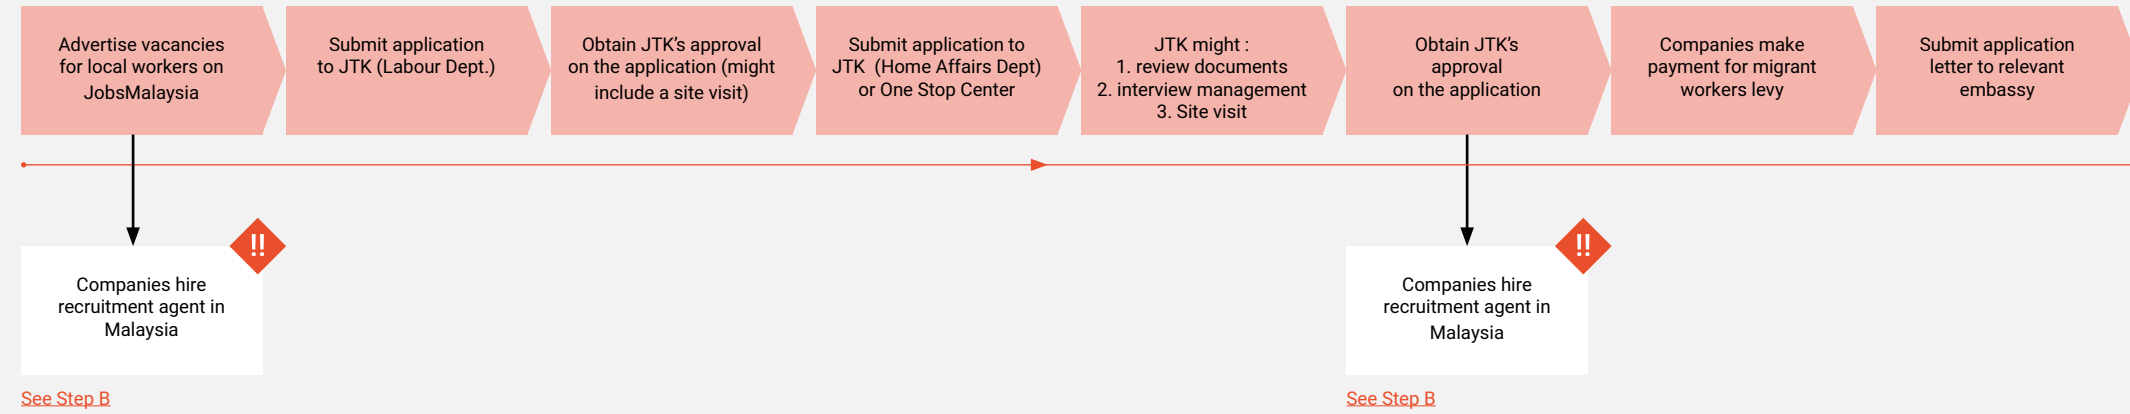 Advertise vacancies
for local workers on
JobsMalaysia
Submit application
to JTK (Labour Dept.)
Obtain JTK’s approval
on the application (might
include a site visit)
Submit application to
JTK (Home Affairs Dept)
or One Stop Center
JTK might :
1. review documents
2. interview management
3. Site visit
Obtain JTK’s
approval
on the application
Companies make
payment for migrant
workers levy
Submit application
letter to relevant
embassy
!!
Companies hire
recruitment agent in
Malaysia
See Step B
!!
Companies hire
recruitment agent in
Malaysia
See Step B